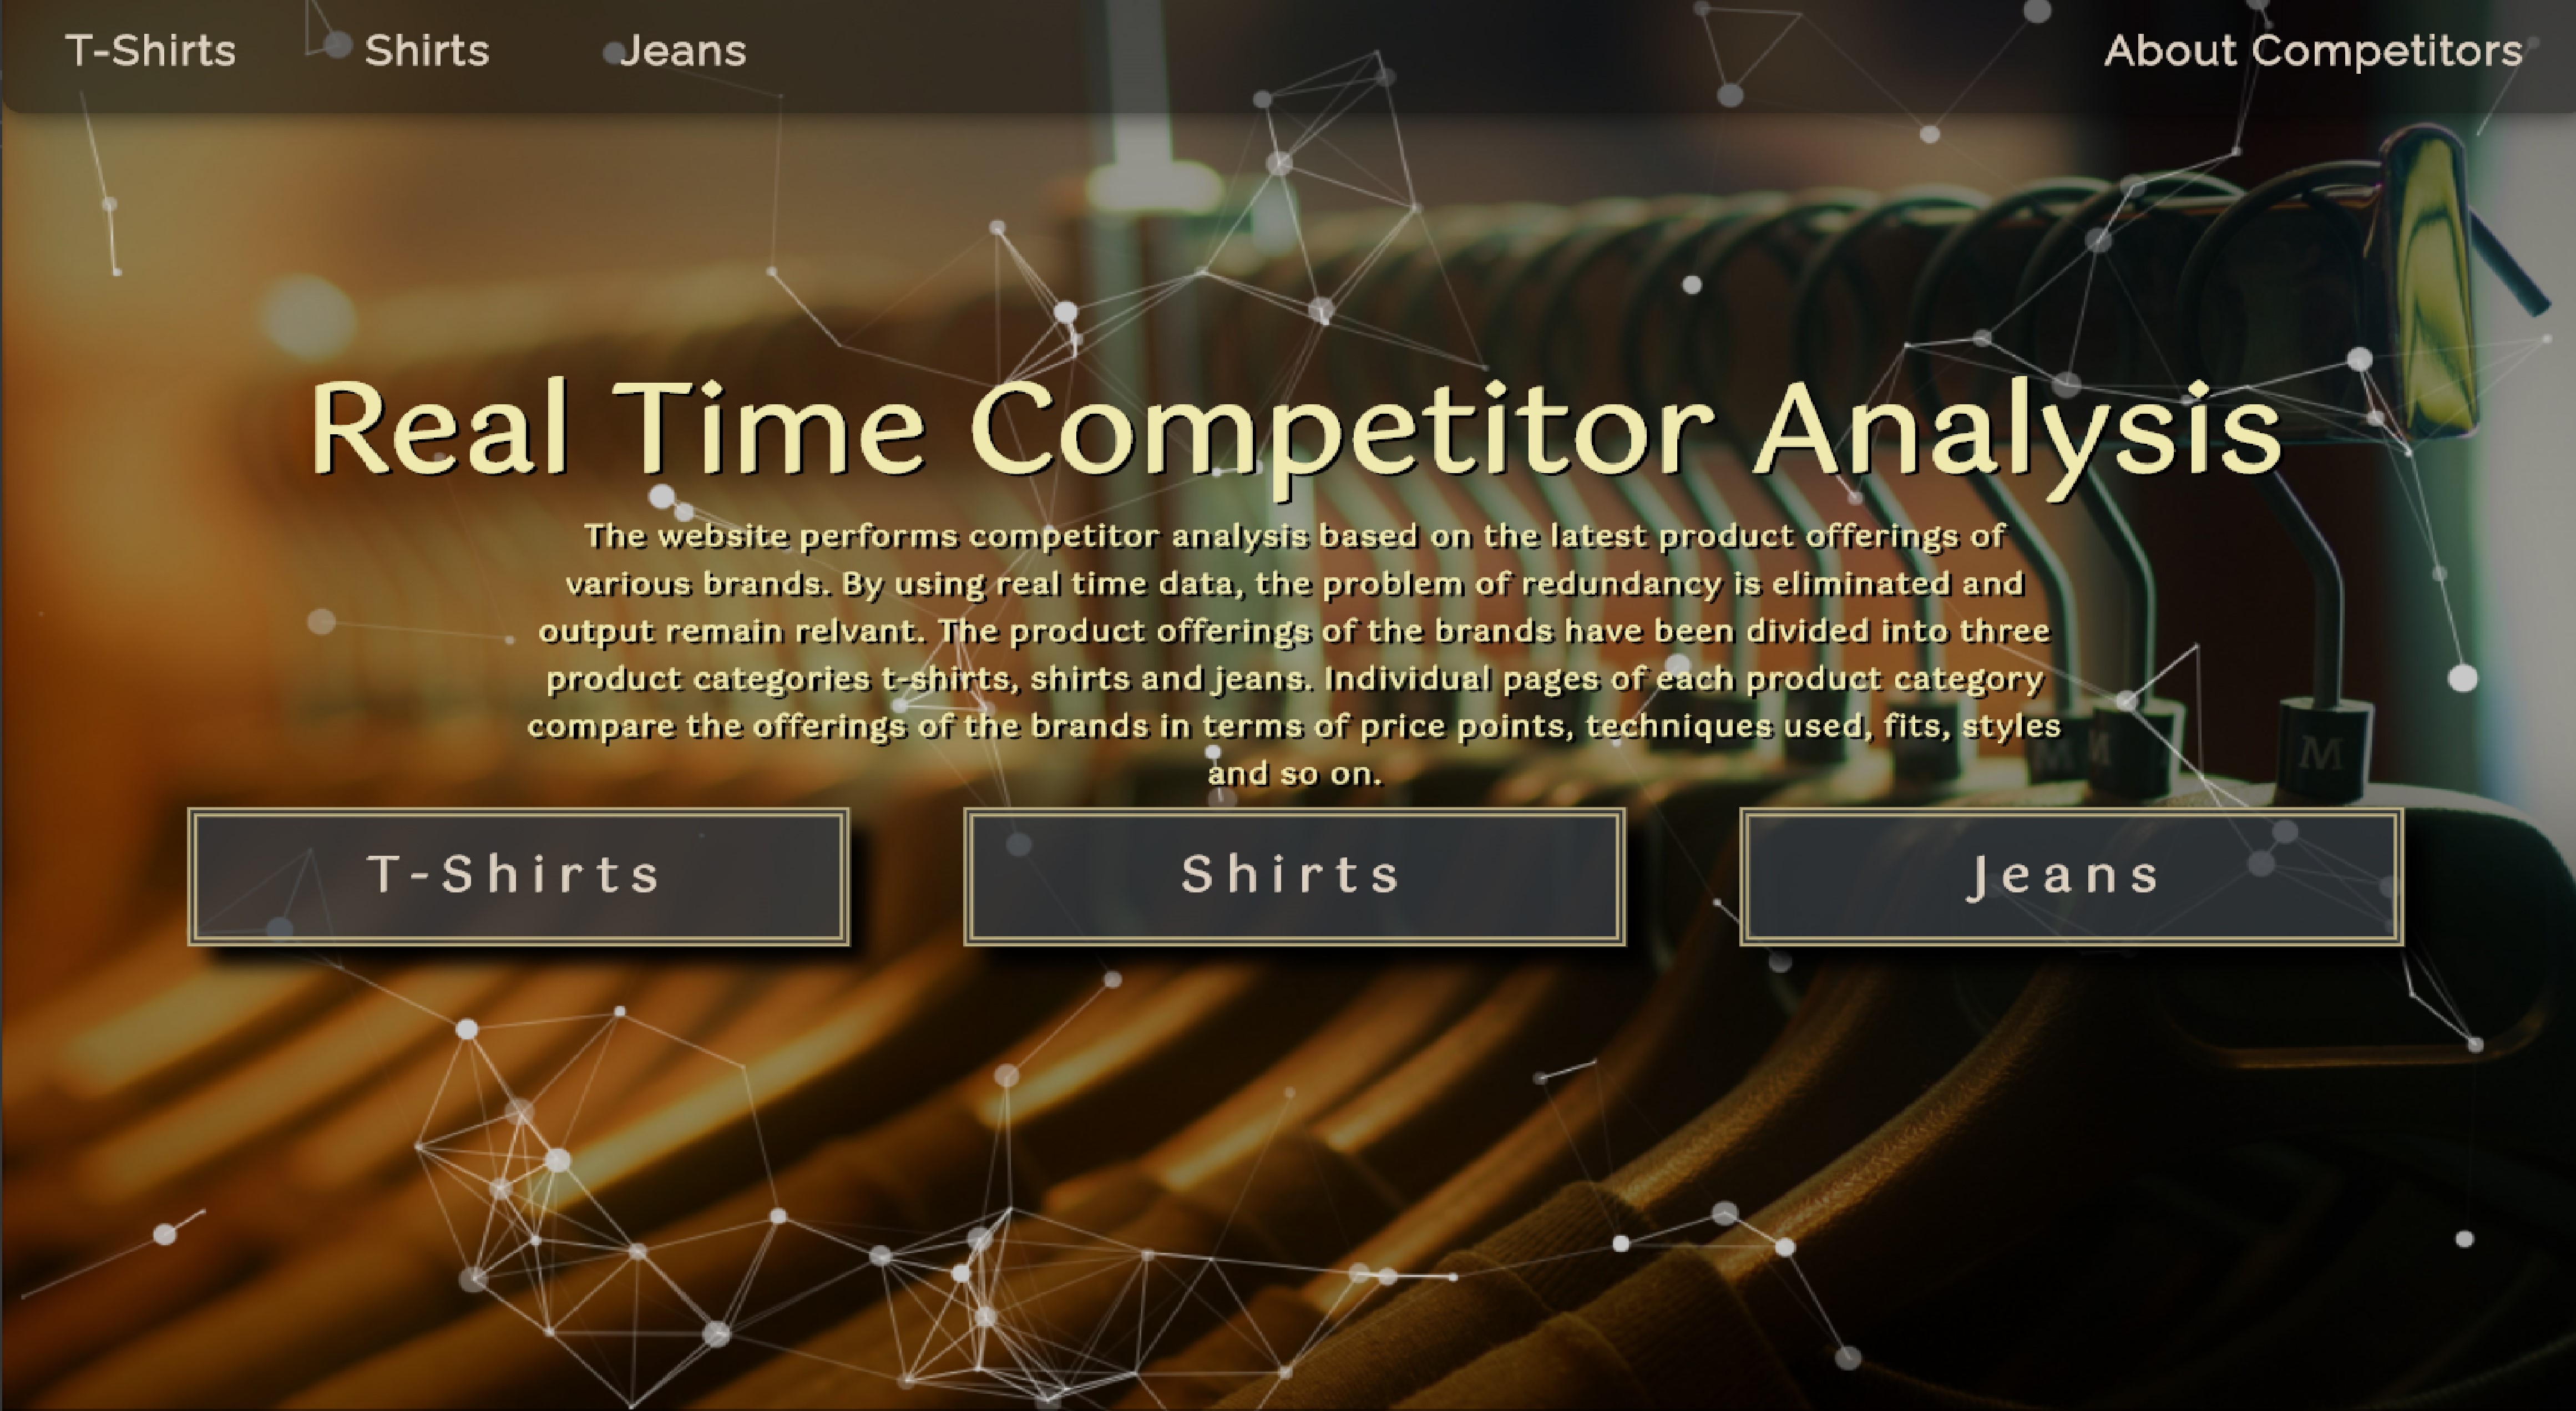 T-Shirts
Shirts
Jeans
About Competitors
Real Time Competitor Analysis
The website performs competitor analysis based on the latest product offerings of
various brands. By using real time data, the problem of redundancy is eliminated and
output remain relvant. The product offerings of the brands have been divided into three
product categories t-shirts, shirts and jeans. Individual pages of each product category
compare the offerings of the brands in terms of price points, techniques used, fits, styles
and so on.
M
M
M
T-Shirts
Shirts
Jeans